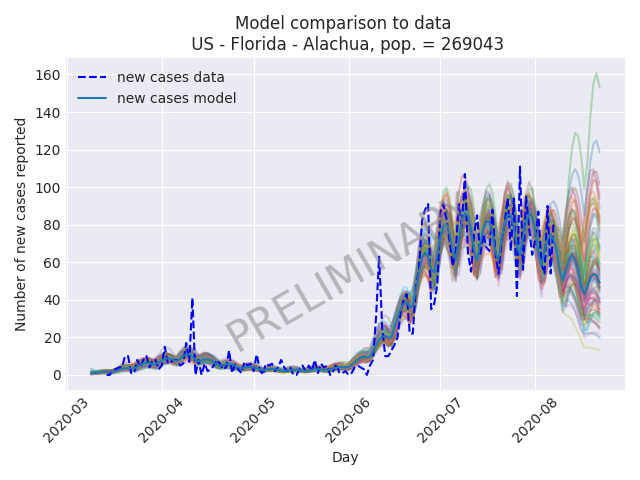 Model comparison to data
US - Florida - Alachua, pop. = 269043
new cases data
new cases model
PRELIMINARY
Number of new cases reported
160
140
120
100
80
60
40
20
0
2020-03
2020-04
2020-05
2020-06
2020-07
2020-08
Day